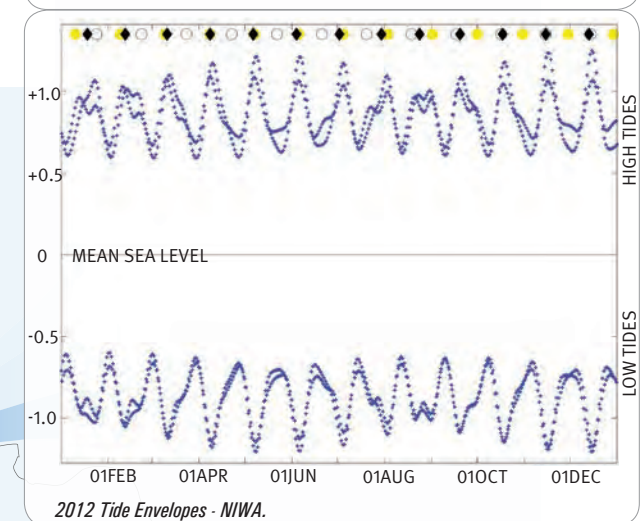 +1.0
+0.5
0
MEAN SEA LEVEL
-0.5
-1.0
HIGH TIDES
LOW TIDES
01FEB 01APR 01JUN 01AUG 01OCT 01DEC
2012 Tide Envelopes - NIWA.